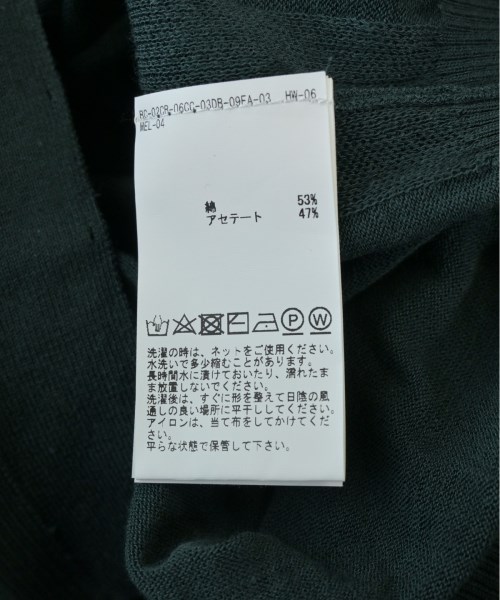 RC-02CR-06CC-03DB-09FA-03 HW-06
MEL-04
綿 53%
アセテート 47%
P W
洗濯の時は、ネットをご使用ください。
水洗いで多少縮むことがあります。
長時間水に漬けておいたり、濡れたま
ま放置しないでください。
洗濯後は、すぐに形を整えて日陰の風
通しの良い場所に平干ししてください。
アイロンは、当て布をしてかけてくだ
さい。
平らな状態で保管して下さい。